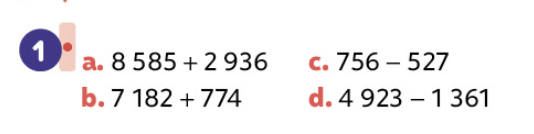 1 a. 8 585 + 2 936 c. 756 – 527
b. 7 182 + 774 d. 4 923 – 1 361